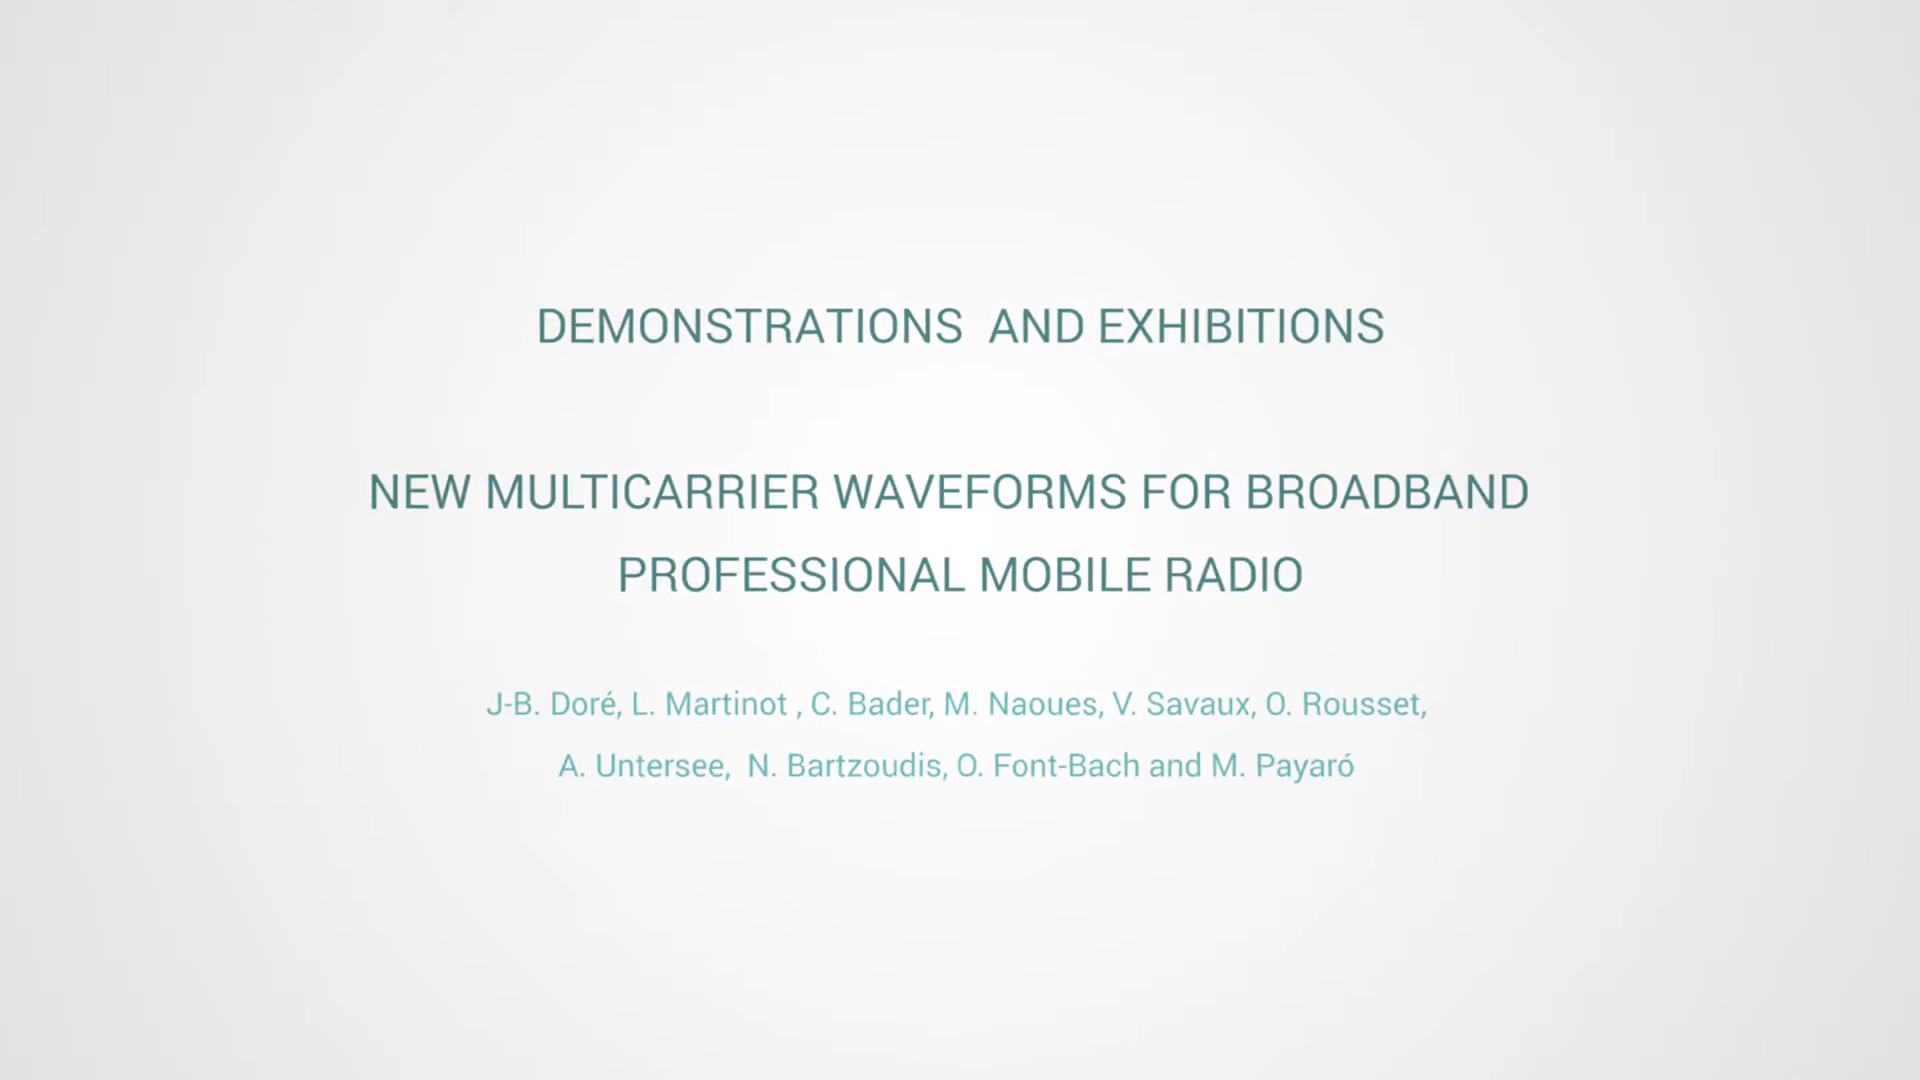 DEMONSTRATIONS  AND EXHIBITIONS
NEW MULTICARRIER WAVEFORMS FOR BROADBAND
PROFESSIONAL MOBILE RADIO
J-B. Doré, L. Martinot , C. Bader, M. Naoues, V. Savaux, O. Rousset,
A. Untersee,  N. Bartzoudis, O. Font-Bach and M. Payaró